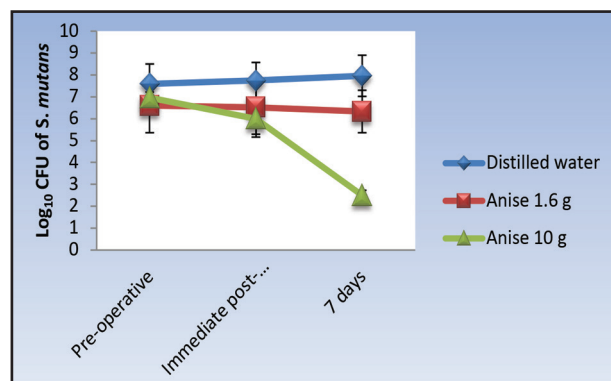 10
9
8
7
6
5
4
3
2
1
0
Log10 CFU of S. mutans
Pre-operative
Immediate post-...
7 days
Distilled water
Anise 1.6 g
Anise 10 g